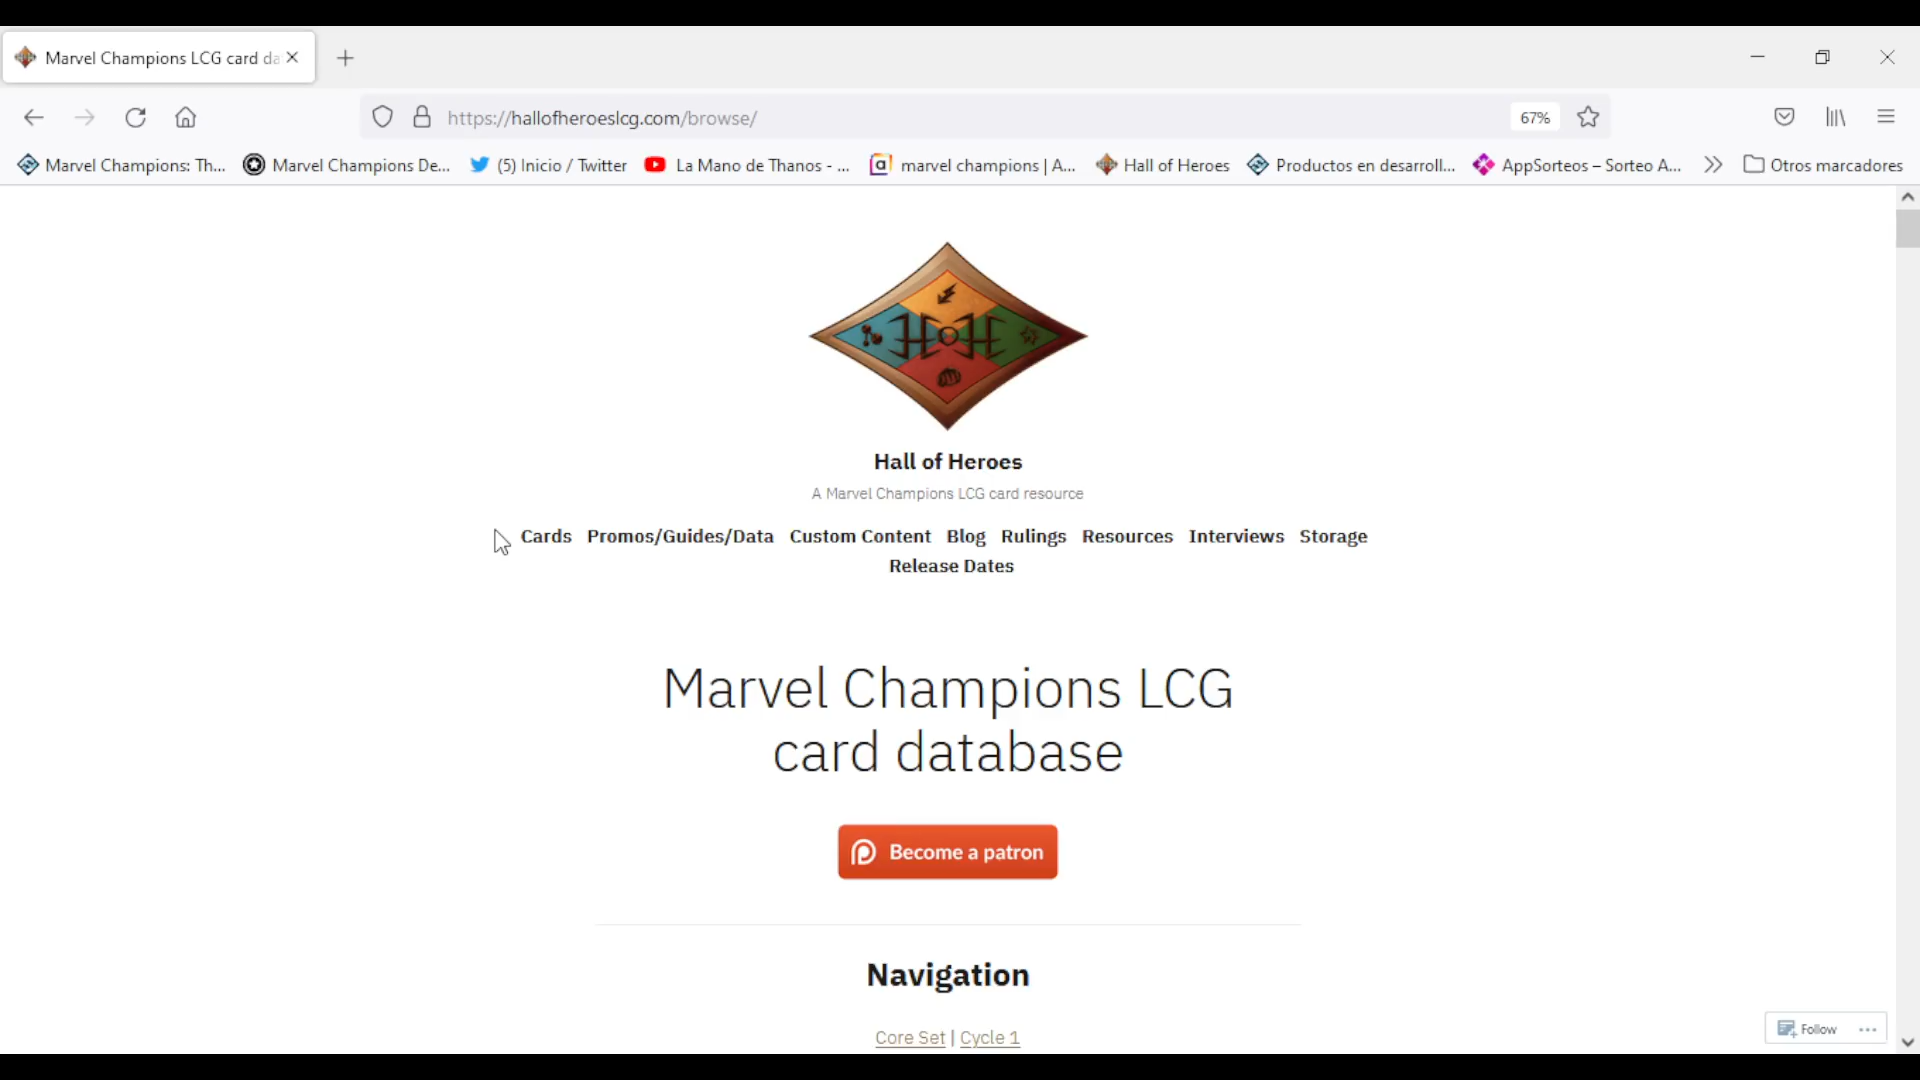 Marvel Champions LCG card da
https://hallofheroeslcg.com/browse/
67%
Marvel Champions: Th...
Marvel Champions De...
(5) Inicio / Twitter
La Mano de Thanos - ...
marvel champions | A...
Hall of Heroes
Productos en desarroll...
AppSorteos – Sorteo A...
Otros marcadores
HOH
Hall of Heroes
A Marvel Champions LCG card resource
Cards Promos/Guides/Data Custom Content Blog Rulings Resources Interviews Storage
Release Dates
Marvel Champions LCG
card database
Become a patron
Navigation
Core Set | Cycle 1
Follow